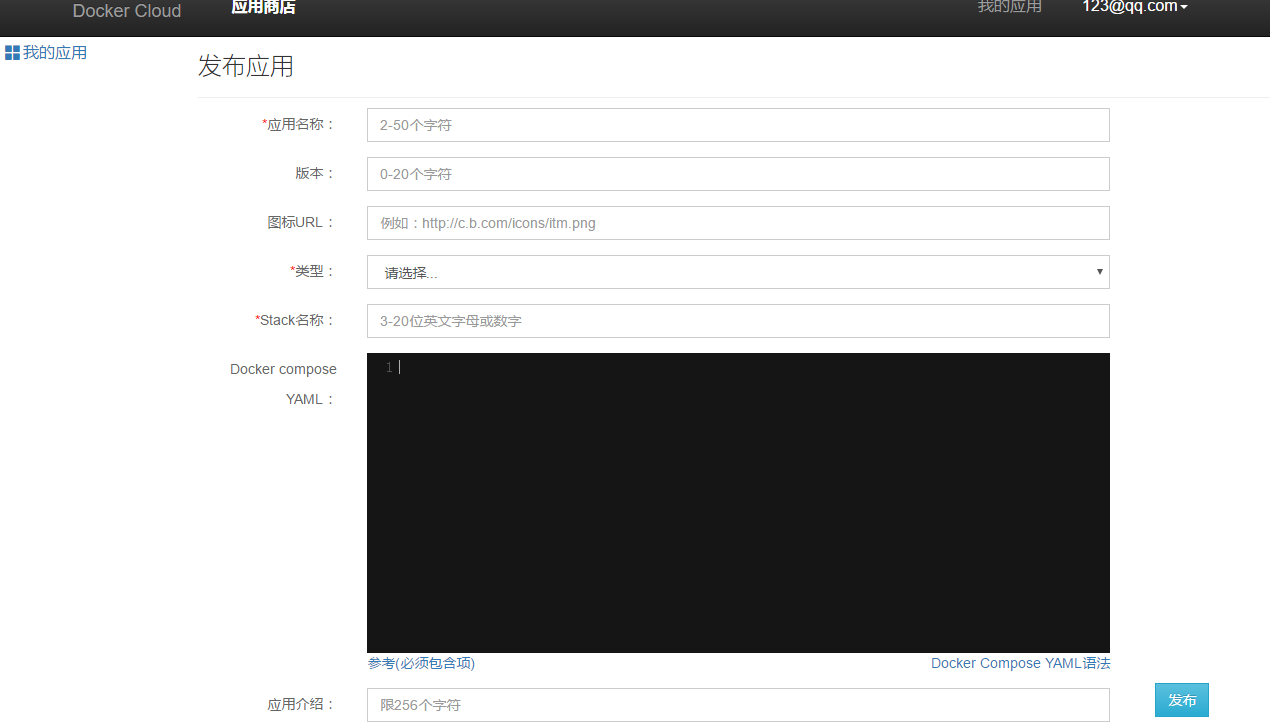 Docker Cloud 应用商店 我的应用 123@qq.com
我的应用
发布应用
*应用名称： 2-50个字符
版本： 0-20个字符
图标URL： 例如：http://c.b.com/icons/itm.png
*类型： 请选择...
*Stack名称： 3-20位英文字母或数字
Docker compose
YAML：
1
参考(必须包含项) Docker Compose YAML语法
应用介绍： 限256个字符
发布